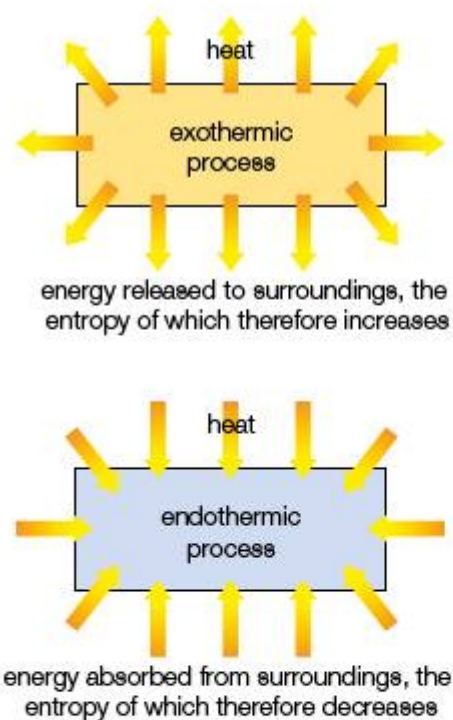 heat
exothermic
process
energy released to surroundings, the
entropy of which therefore increases
heat
endothermic
process
energy absorbed from surroundings, the
entropy of which therefore decreases